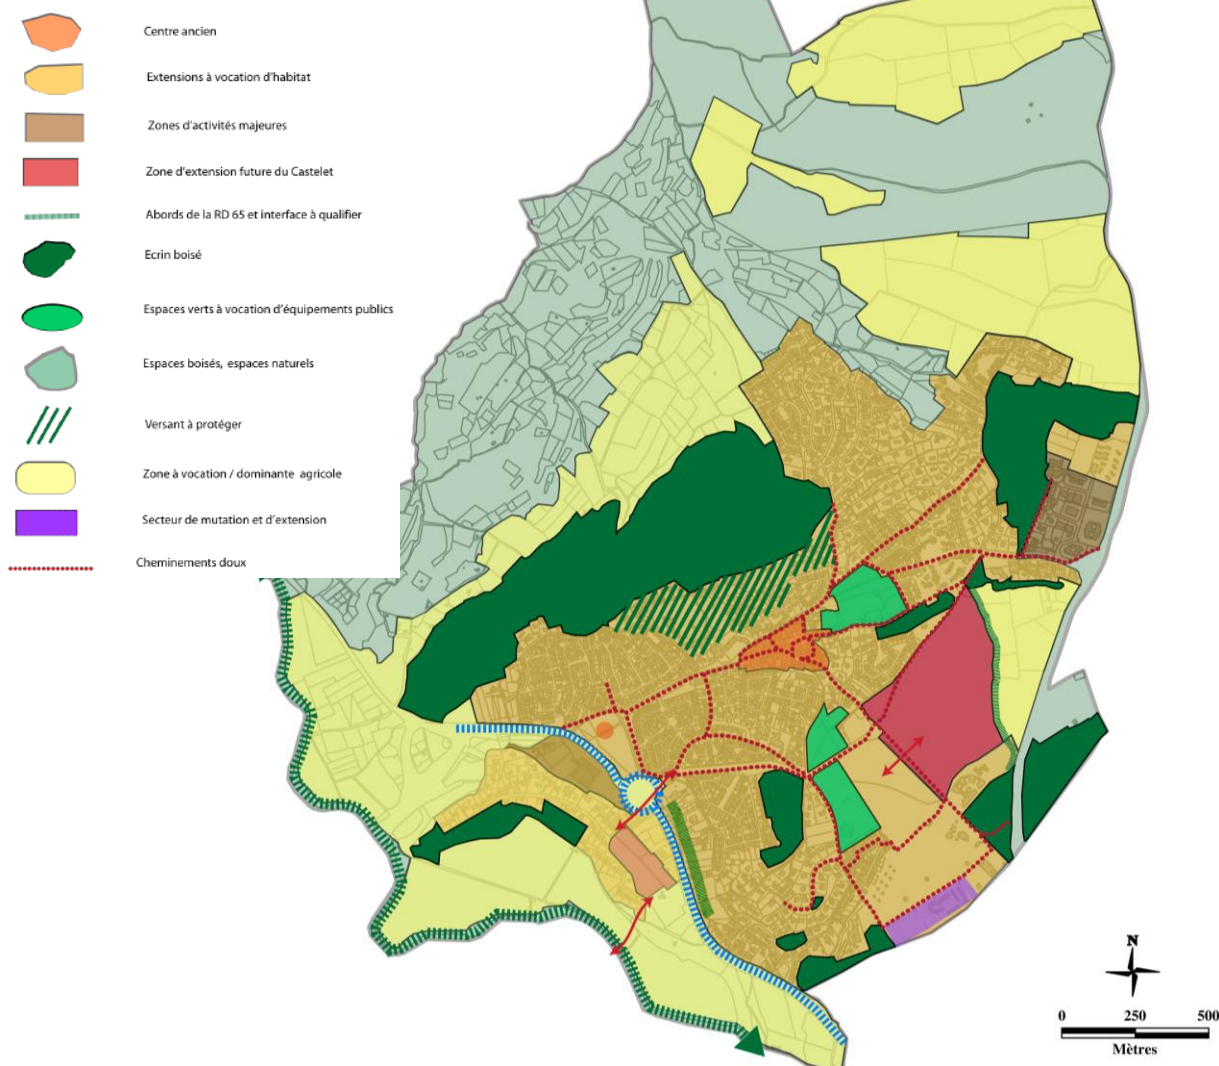 Centre ancien
Extensions à vocation d'habitat
Zones d'activités majeures
Zone d'extension future du Castelet
Abords de la RD 65 et interface à qualifier
Ecrin boisé
Espaces verts à vocation d'équipements publics
Espaces boisés, espaces naturels
Versant à protéger
Zone à vocation / dominante agricole
Secteur de mutation et d'extension
Cheminements doux
N
0 250 500
Mètres